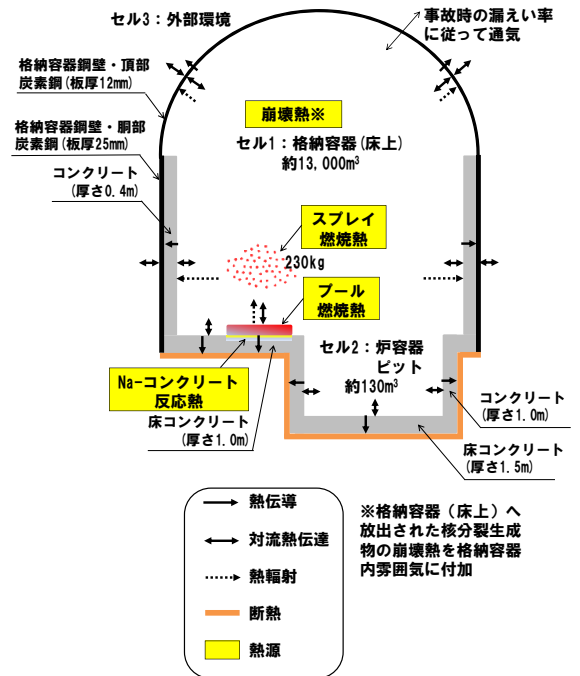 セル3：外部環境
事故時の漏えい率
に従って通気
格納容器鋼壁・頂部
炭素鋼(板厚12mm)
崩壊熱※
格納容器鋼壁・胴部
炭素鋼(板厚25mm)
セル1：格納容器(床上)
約13,000m³
コンクリート
(厚さ0.4m)
スプレイ
燃焼熱
230kg
プール
燃焼熱
セル2：炉容器
ピット
約130m³
Na-コンクリート
反応熱
コンクリート
(厚さ1.0m)
床コンクリート
(厚さ1.0m)
床コンクリート
(厚さ1.5m)
熱伝導
対流熱伝達
熱輻射
断熱
熱源
※格納容器（床上）へ
放出された核分裂生成
物の崩壊熱を格納容器
内雰囲気に付加